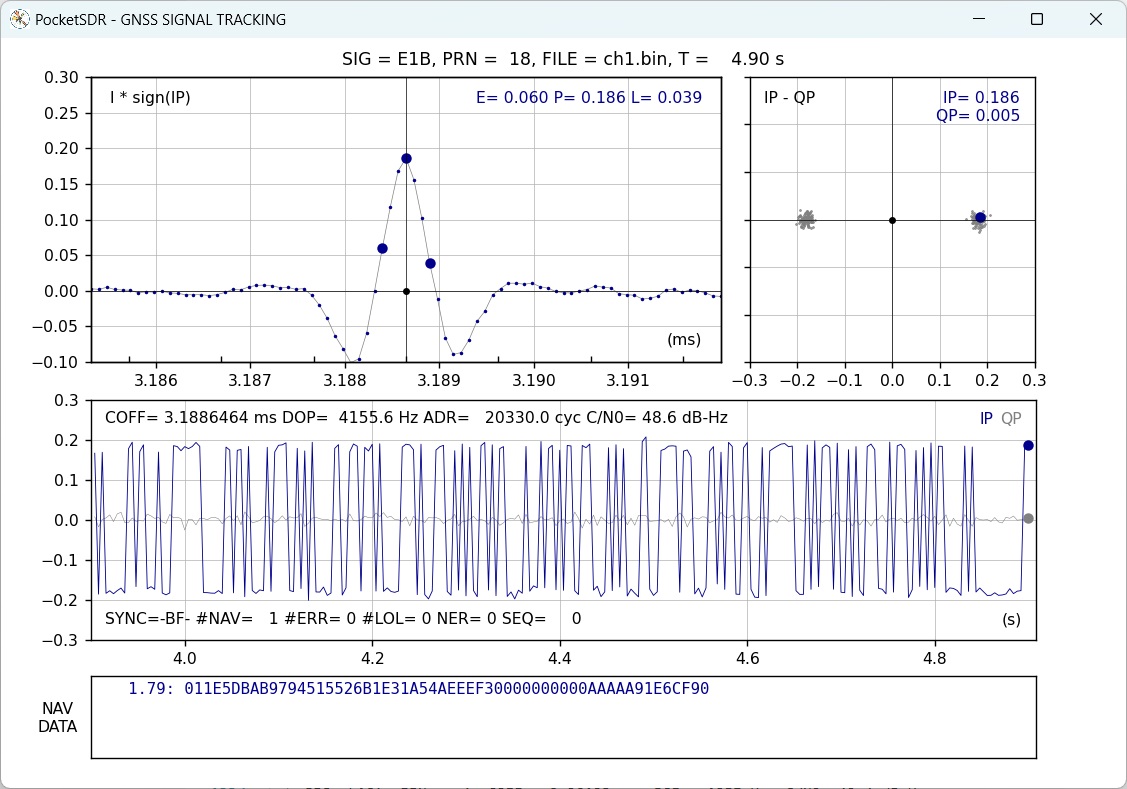 PocketSDR - GNSS SIGNAL TRACKING
SIG = E1B, PRN = 18, FILE = ch1.bin, T = 4.90 s
I * sign(IP)
E= 0.060 P= 0.186 L= 0.039
0.30
0.25
0.20
0.15
0.10
0.05
0.00
−0.05
−0.10
(ms)
3.186 3.187 3.188 3.189 3.190 3.191
IP - QP
IP= 0.186
QP= 0.005
−0.3 −0.2 −0.1 0.0 0.1 0.2 0.3
COFF= 3.1886464 ms DOP= 4155.6 Hz ADR= 20330.0 cyc C/N0= 48.6 dB-Hz
IP QP
0.3
0.2
0.1
0.0
−0.1
−0.2
−0.3
SYNC=-BF- #NAV= 1 #ERR= 0 #LOL= 0 NER= 0 SEQ= 0
(s)
4.0 4.2 4.4 4.6 4.8
NAV
DATA
1.79: 011E5DBAB9794515526B1E31A54AEEEF30000000000AAAAA91E6CF90